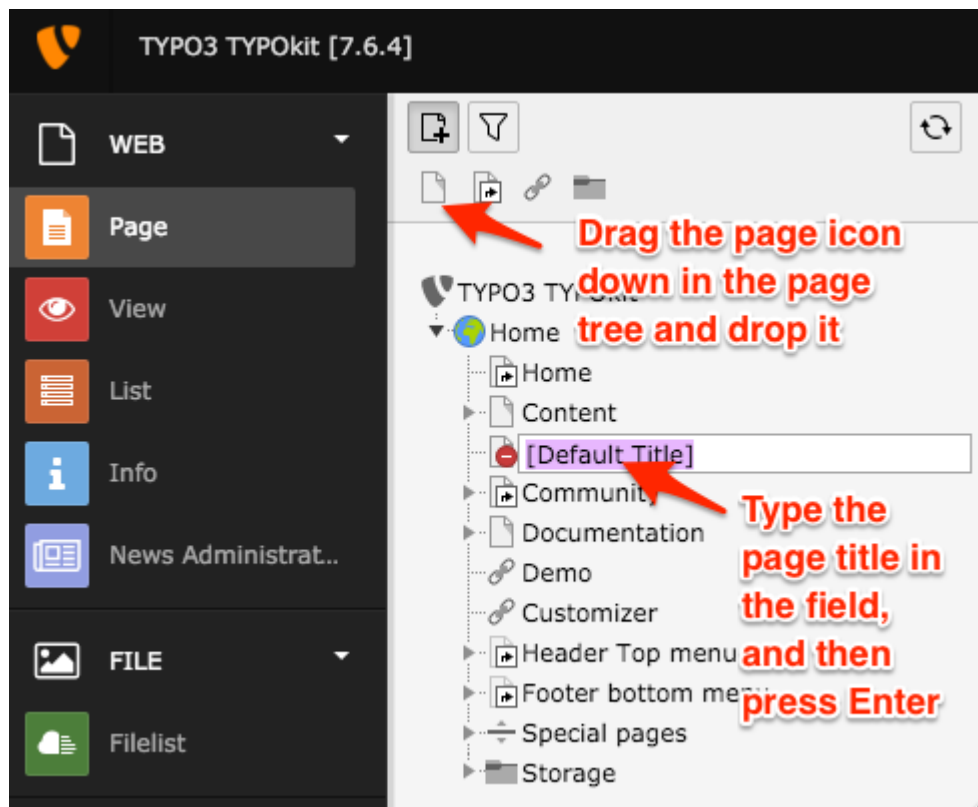 TYPO3 TYPOkit [7.6.4]
WEB
Page
View
List
Info
News Administrat...
FILE
Filelist
Drag the page icon
down in the page
tree and drop it
TYPO3 TYPOkit
Home
Home
Content
[Default Title]
Community
Documentation
Demo
Customizer
Header Top menu
Footer bottom menu
Special pages
Storage
Type the
page title in
the field,
and then
press Enter